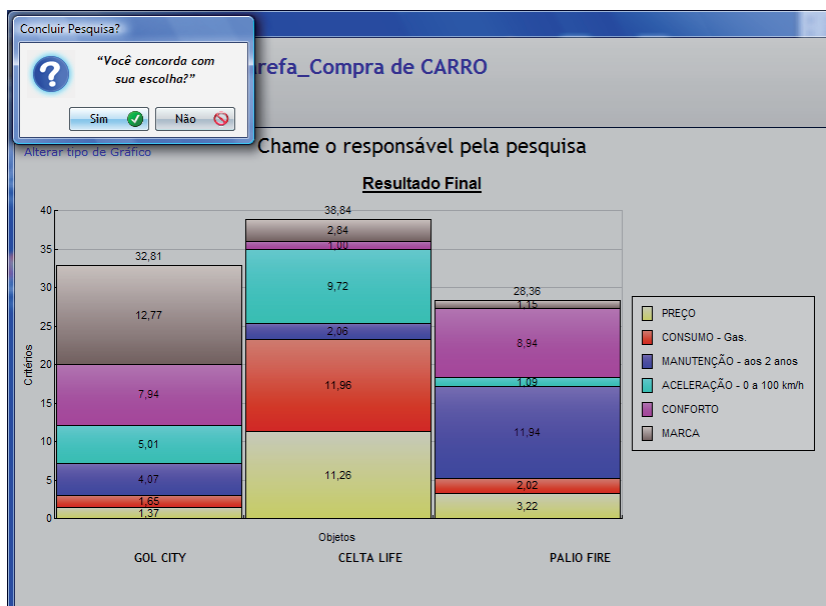 Concluir Pesquisa?
“Você concorda com
sua escolha?”
Sim
Não
refa_Compra de CARRO
Alterar tipo de Gráfico
Chame o responsável pela pesquisa
Resultado Final
Critérios
40
35
30
25
20
15
10
5
0
32,81
12,77
7,94
5,01
4,07
1,65
1,37
38,84
2,84
1,00
9,72
2,06
11,96
11,26
28,36
1,15
8,94
1,09
11,94
2,02
3,22
PREÇO
CONSUMO - Gas.
MANUTENÇÃO - aos 2 anos
ACELERAÇÃO - 0 a 100 km/h
CONFORTO
MARCA
Objetos
GOL CITY
CELTA LIFE
PALIO FIRE